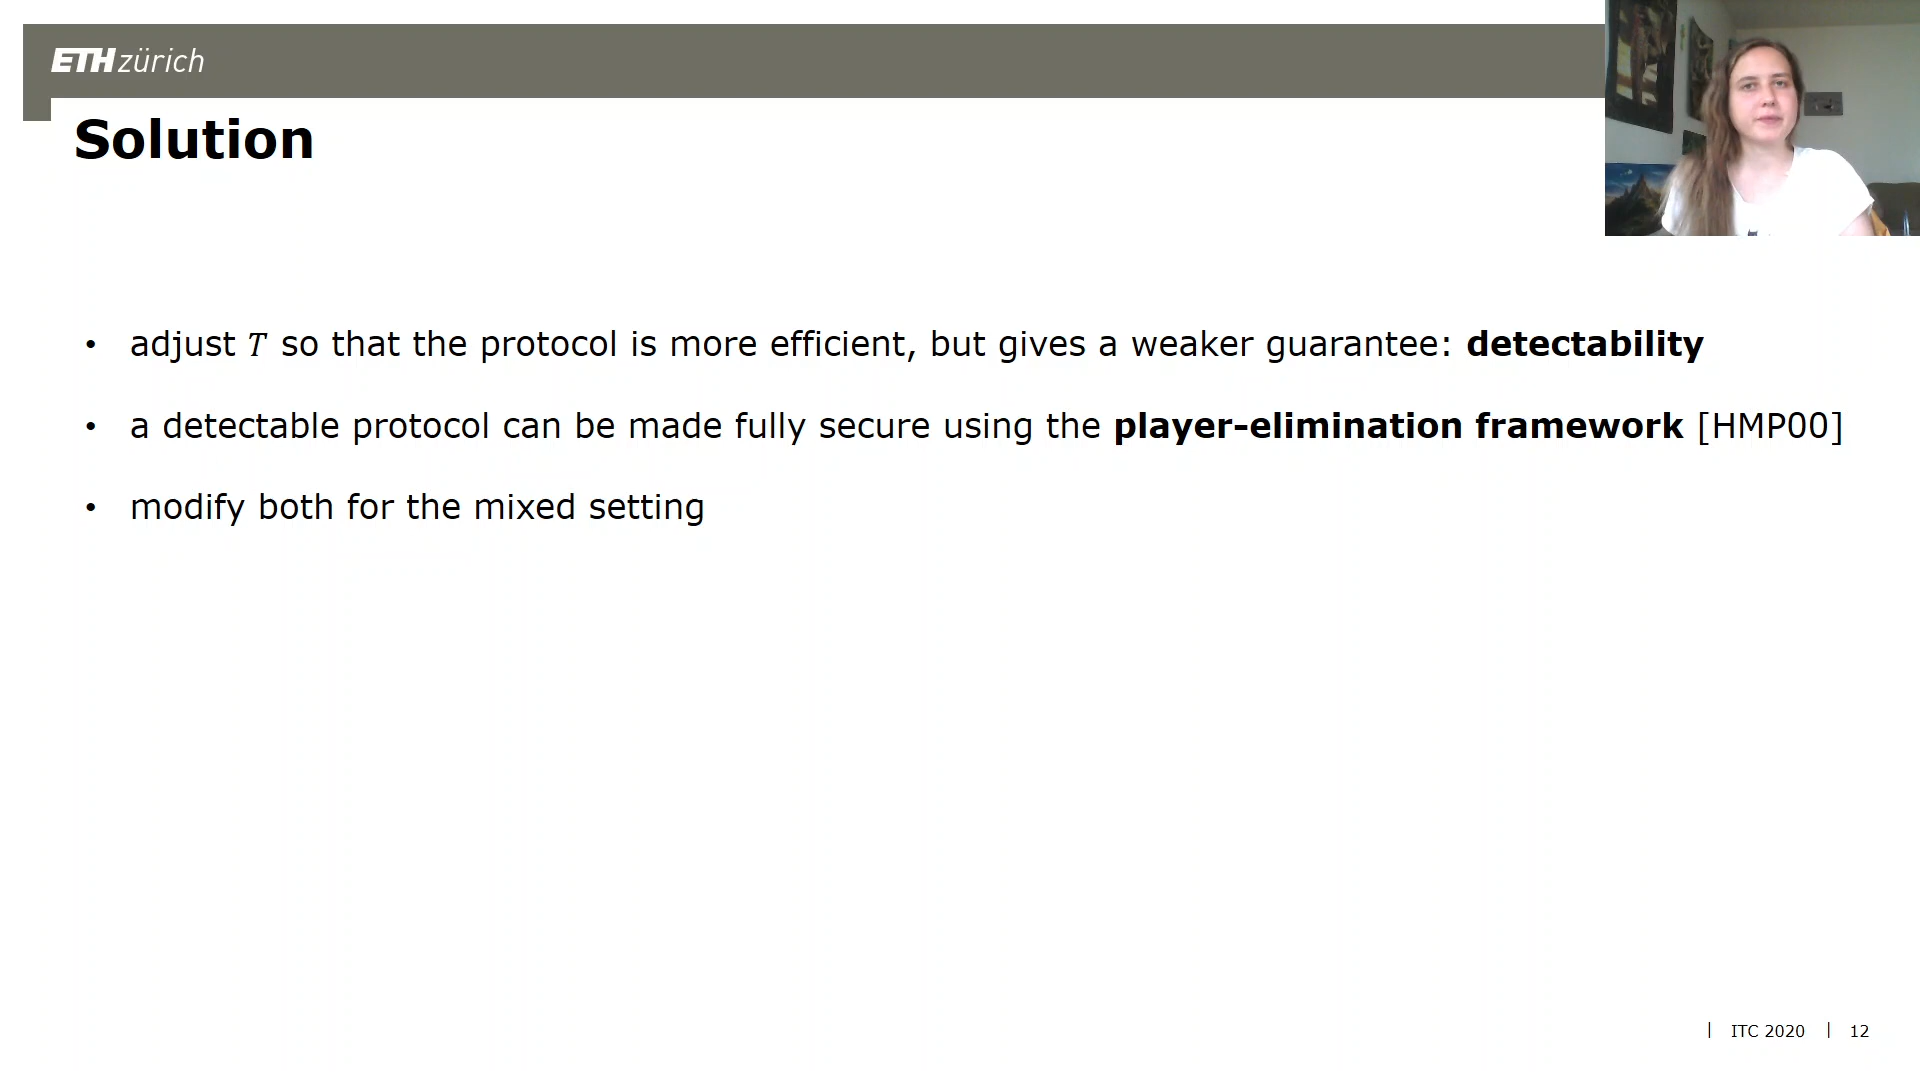 ETH zürich
Solution
• adjust T so that the protocol is more efficient, but gives a weaker guarantee: detectability
• a detectable protocol can be made fully secure using the player-elimination framework [HMP00]
• modify both for the mixed setting
| ITC 2020 | 12